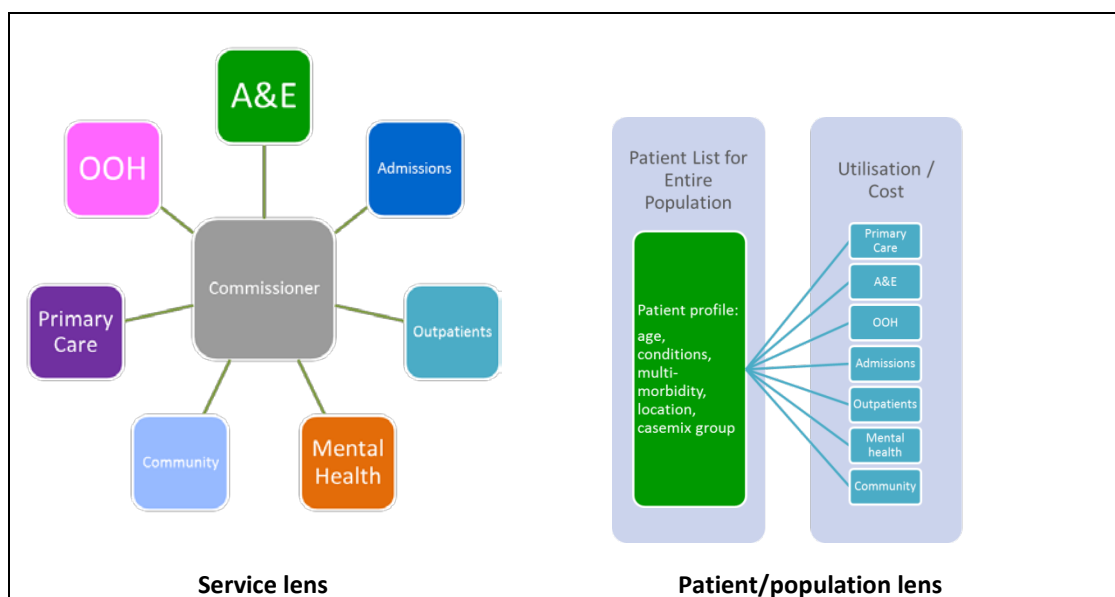 A&E
OOH
Admissions
Commissioner
Primary
Care
Outpatients
Community
Mental
Health
Service lens
Patient List for
Entire
Population
Patient profile:
age,
conditions,
multi-
morbidity,
location,
casemix group
Utilisation /
Cost
Primary
Care
A&E
OOH
Admissions
Outpatients
Mental
health
Community
Patient/population lens